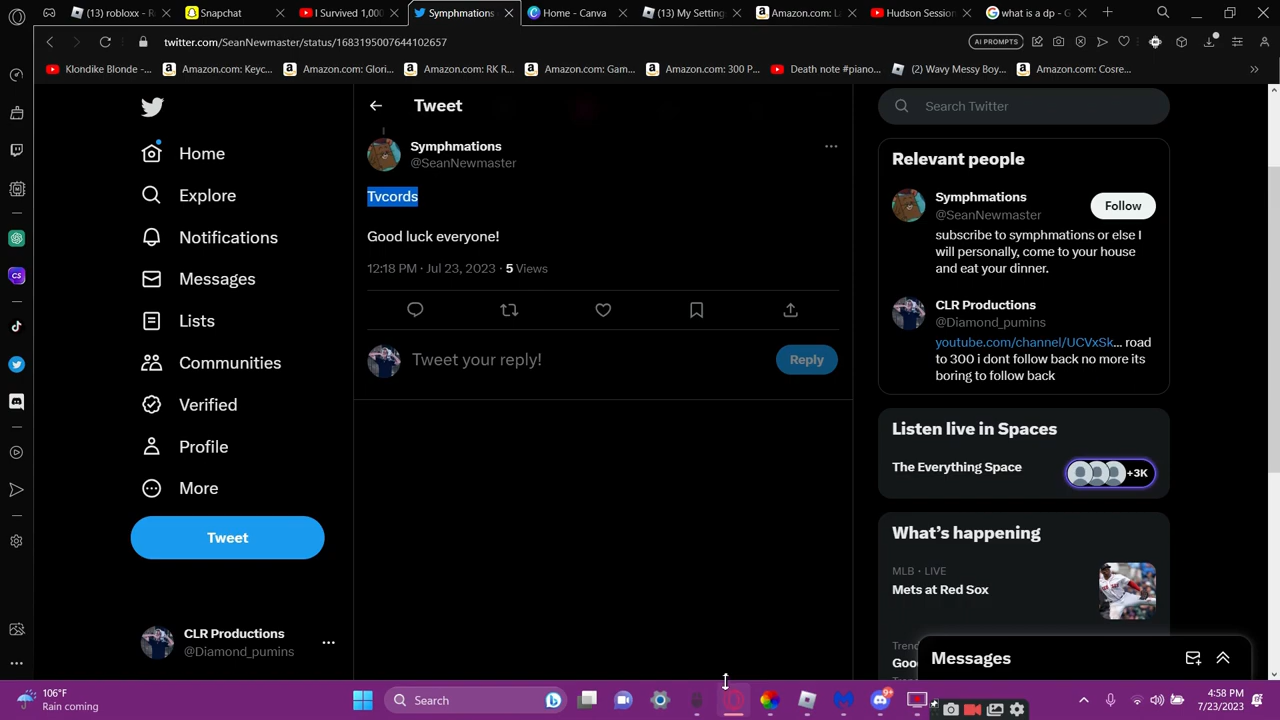 (13) robloxx -
Snapchat
I Survived 1,000
Symphmations
Home - Canva
(13) My Setting
Amazon.com: La
Hudson Session
what is a dp - G
twitter.com/SeanNewmaster/status/1683195007644102657
AI PROMPTS
Klondike Blonde -...
Amazon.com: Keyc...
Amazon.com: Glori...
Amazon.com: RK R...
Amazon.com: Gam...
Amazon.com: 300 P...
Death note #piano...
(2) Wavy Messy Boy...
Amazon.com: Cosre...
Home
Explore
Notifications
Messages
Lists
Communities
Verified
Profile
More
Tweet
CLR Productions
@Diamond_pumins
Tweet
Symphmations
@SeanNewmaster
Tvcords
Good luck everyone!
12:18 PM · Jul 23, 2023 · 5 Views
Tweet your reply!
Reply
Search Twitter
Relevant people
Symphmations
@SeanNewmaster
Follow
subscribe to symphmations or else I
will personally, come to your house
and eat your dinner.
CLR Productions
@Diamond_pumins
youtube.com/channel/UCVxSk... road
to 300 i dont follow back no more its
boring to follow back
Listen live in Spaces
The Everything Space
+3K
What's happening
MLB · LIVE
Mets at Red Sox
Trend
Goo
Messages
CS
106°F
Rain coming
Search
9+
4:58 PM
7/23/2023